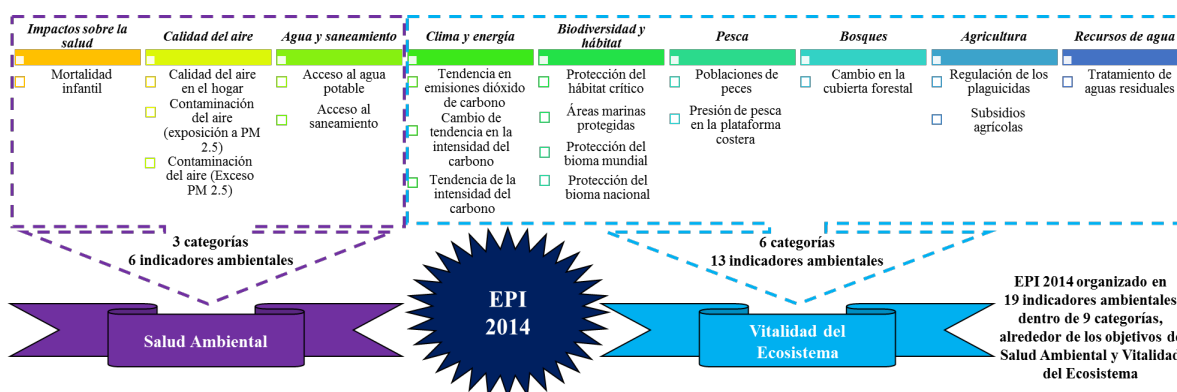 Impactos sobre la
salud
Mortalidad
infantil
Calidad del aire
Calidad del aire
en el hogar
Contaminación
del aire
(exposición a PM
2.5)
Contaminación
del aire (Exceso
PM 2.5)
Agua y saneamiento
Acceso al agua
potable
Acceso al
saneamiento
Clima y energía
Tendencia en
emisiones dióxido
de carbono
Cambio de
tendencia en la
intensidad del
carbono
Tendencia de la
intensidad del
carbono
Biodiversidad y
hábitat
Protección del
hábitat crítico
Áreas marinas
protegidas
Protección del
bioma mundial
Protección del
bioma nacional
Pesca
Poblaciones de
peces
Presión de pesca
en la plataforma
costera
Bosques
Cambio en la
cubierta forestal
Agricultura
Regulación de los
plaguicidas
Subsidios
agrícolas
Recursos de agua
Tratamiento de
aguas residuales
3 categorías
6 indicadores ambientales
6 categorías
13 indicadores ambientales
Salud Ambiental
EPI
2014
Vitalidad del
Ecosistema
EPI 2014 organizado en
19 indicadores ambientales
dentro de 9 categorías,
alrededor de los objetivos de
Salud Ambiental y Vitalidad
del Ecosistema